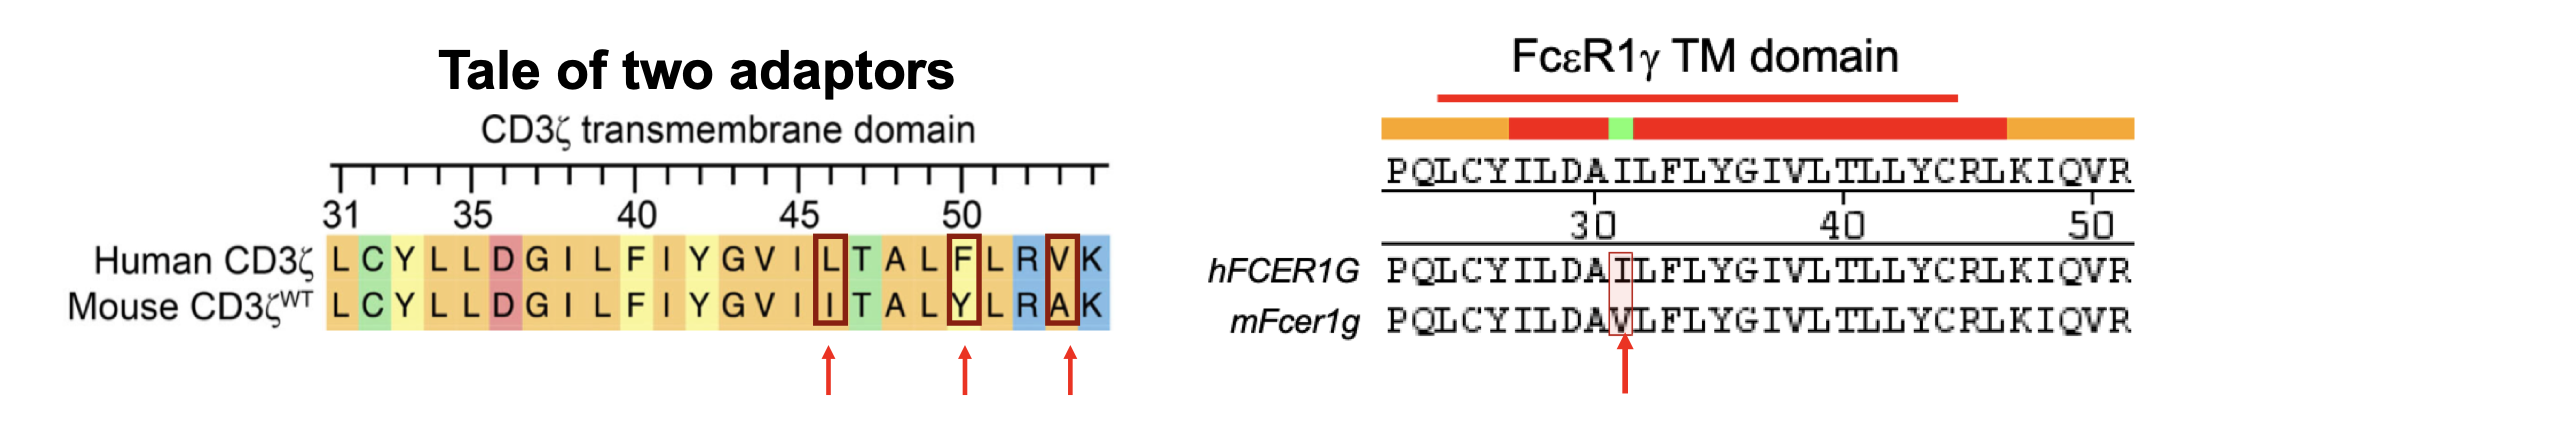 Tale of two adaptors
CD3ζ transmembrane domain
31 35 40 45 50
Human CD3ζ L C Y L L D G I L F I Y G V I L T A L F L R V K
Mouse CD3ζWT L C Y L L D G I L F I Y G V I I T A L Y L R A K
FcεR1γ TM domain
PQLCYILDAILFLYGIVLTLLYCRLKIQVR
30 40 50
hFCER1G PQLCYILDAILFLYGIVLTLLYCRLKIQVR
mFcer1g PQLCYILDAVLFLYGIVLTLLYCRLKIQVR